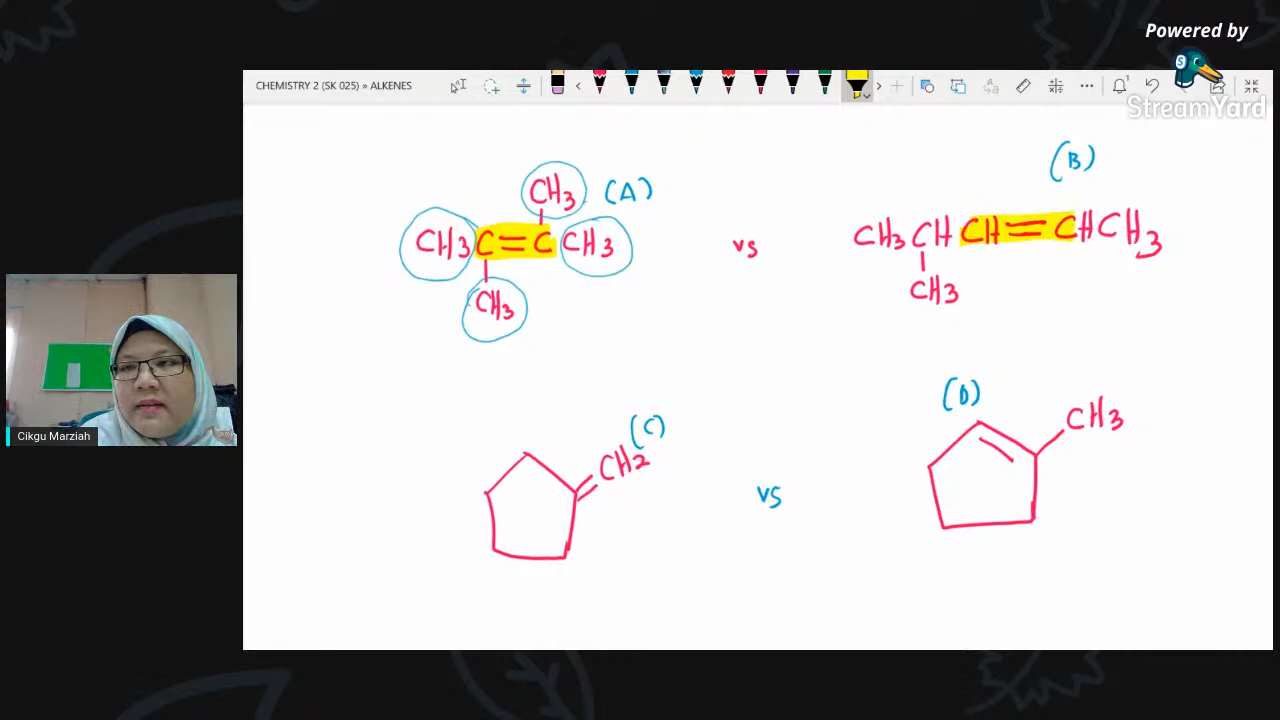 Powered by
S
StreamYard
CHEMISTRY 2 (SK 025) » ALKENES
1
(B)
CH3 (A)
CH3 C=C CH3
CH3
vs
CH3 CH CH=CHCH3
CH3
(C)
CH2
vs
(D)
CH3
Cikgu Marziah